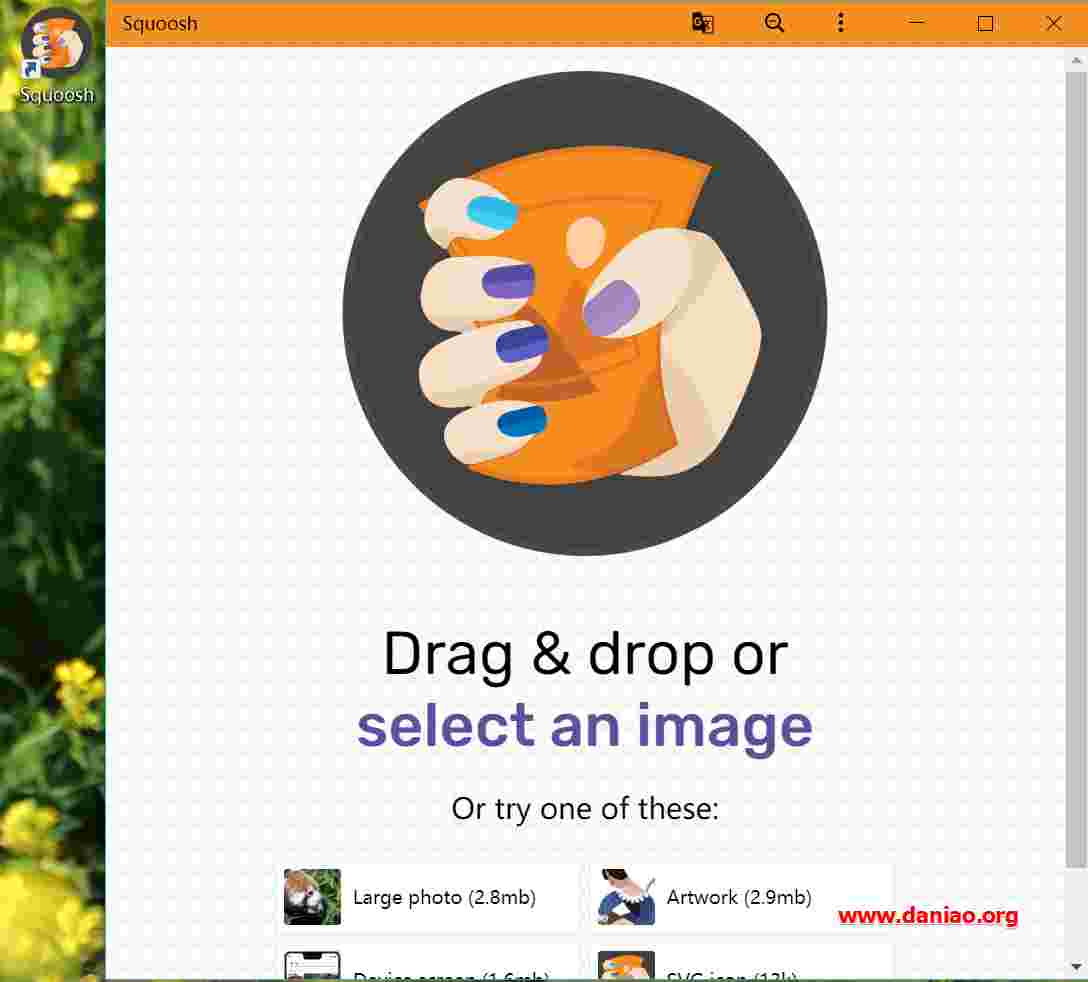 Squoosh
Squoosh
Drag & drop or
select an image
Or try one of these:
Large photo (2.8mb)
Artwork (2.9mb)
www.daniao.org
Device screen (1.6mb)
SVG icon (13k)